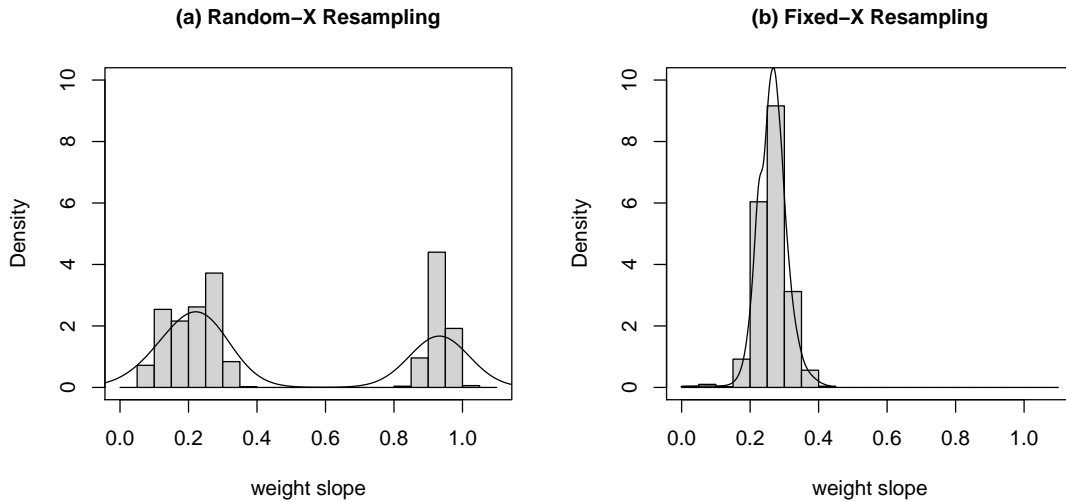 (a) Random−X Resampling
(b) Fixed−X Resampling
10
8
6
4
2
0
Density
0.0 0.2 0.4 0.6 0.8 1.0
weight slope
10
8
6
4
2
0
Density
0.0 0.2 0.4 0.6 0.8 1.0
weight slope